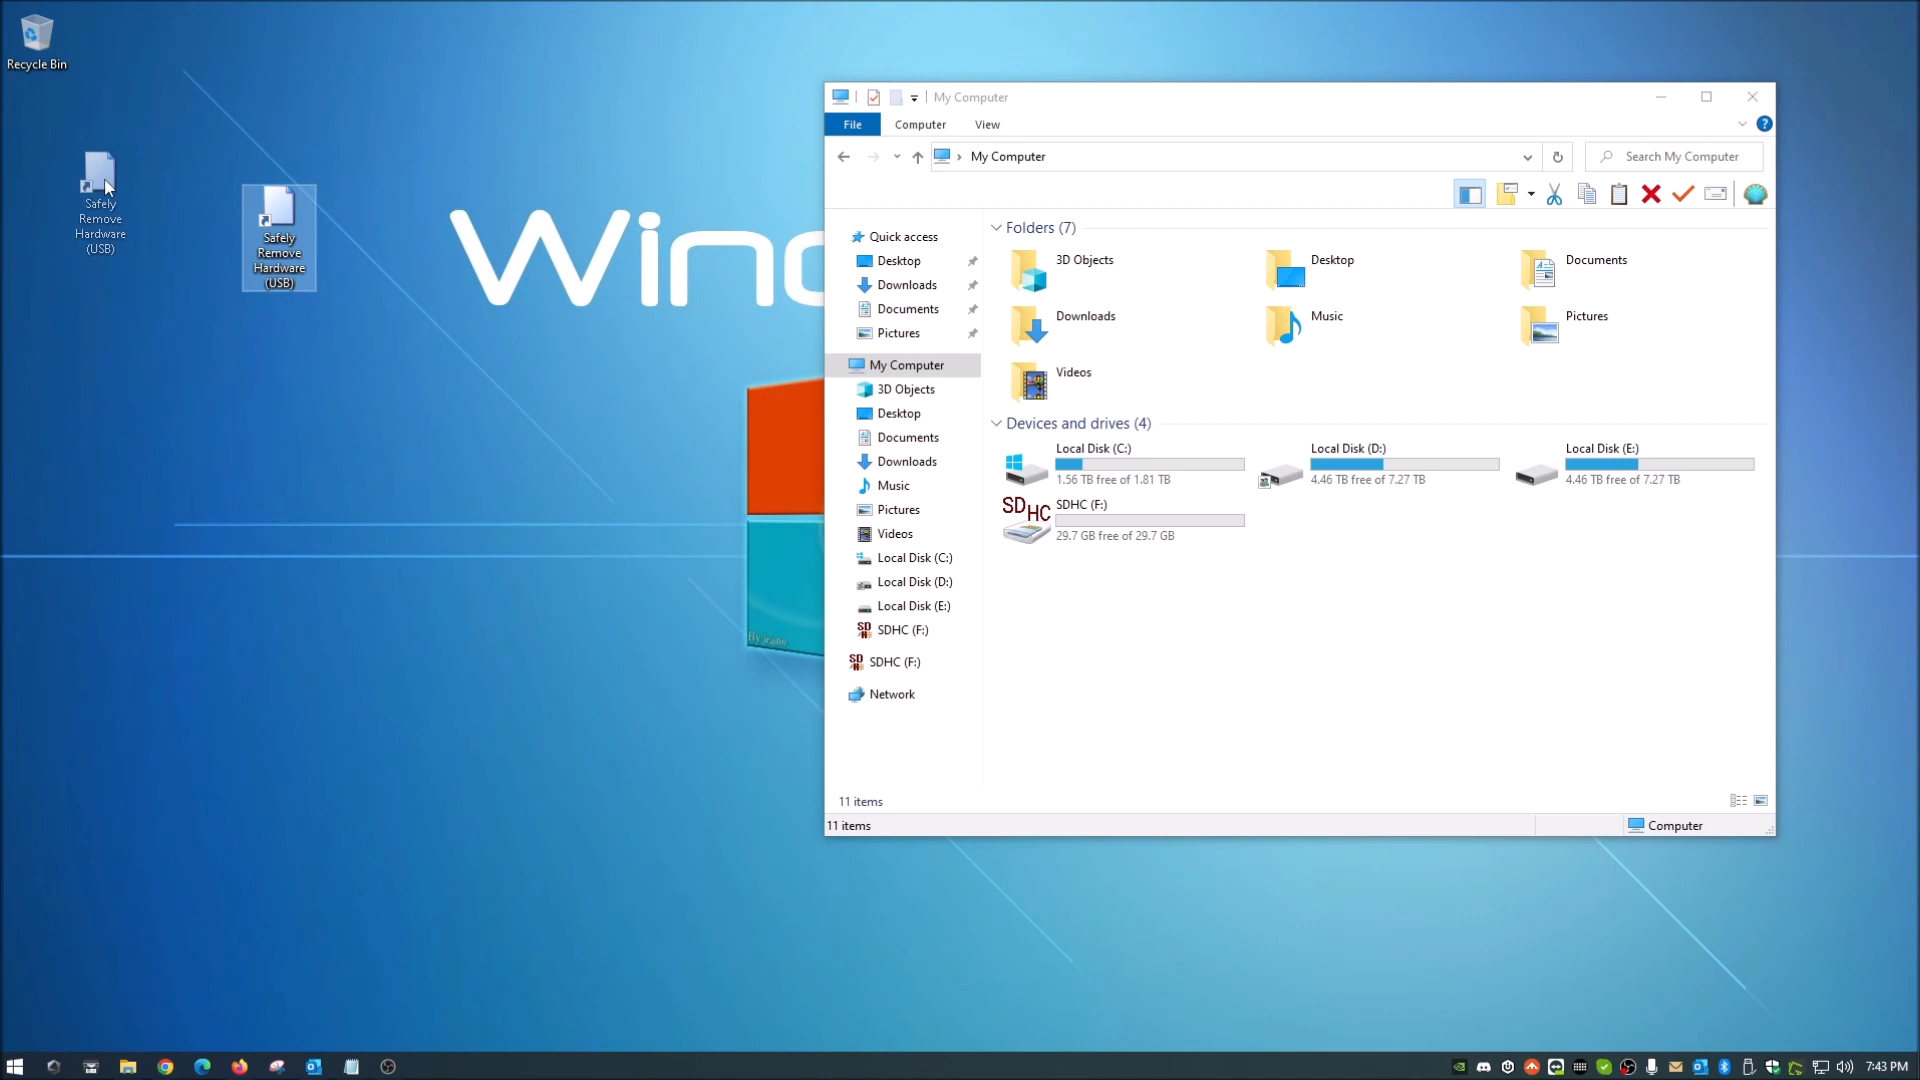 Recycle Bin
Safely
Remove
Hardware
(USB)
Safely
Remove
Hardware
(USB)
Wind
By jeano
My Computer
File
Computer
View
My Computer
Search My Computer
Quick access
Desktop
Downloads
Documents
Pictures
My Computer
3D Objects
Desktop
Documents
Downloads
Music
Pictures
Videos
Local Disk (C:)
Local Disk (D:)
Local Disk (E:)
SDHC (F:)
SDHC (F:)
Network
Folders (7)
3D Objects
Desktop
Documents
Downloads
Music
Pictures
Videos
Devices and drives (4)
Local Disk (C:)
1.56 TB free of 1.81 TB
Local Disk (D:)
4.46 TB free of 7.27 TB
Local Disk (E:)
4.46 TB free of 7.27 TB
SDHC
SDHC (F:)
29.7 GB free of 29.7 GB
11 items
11 items
Computer
7:43 PM